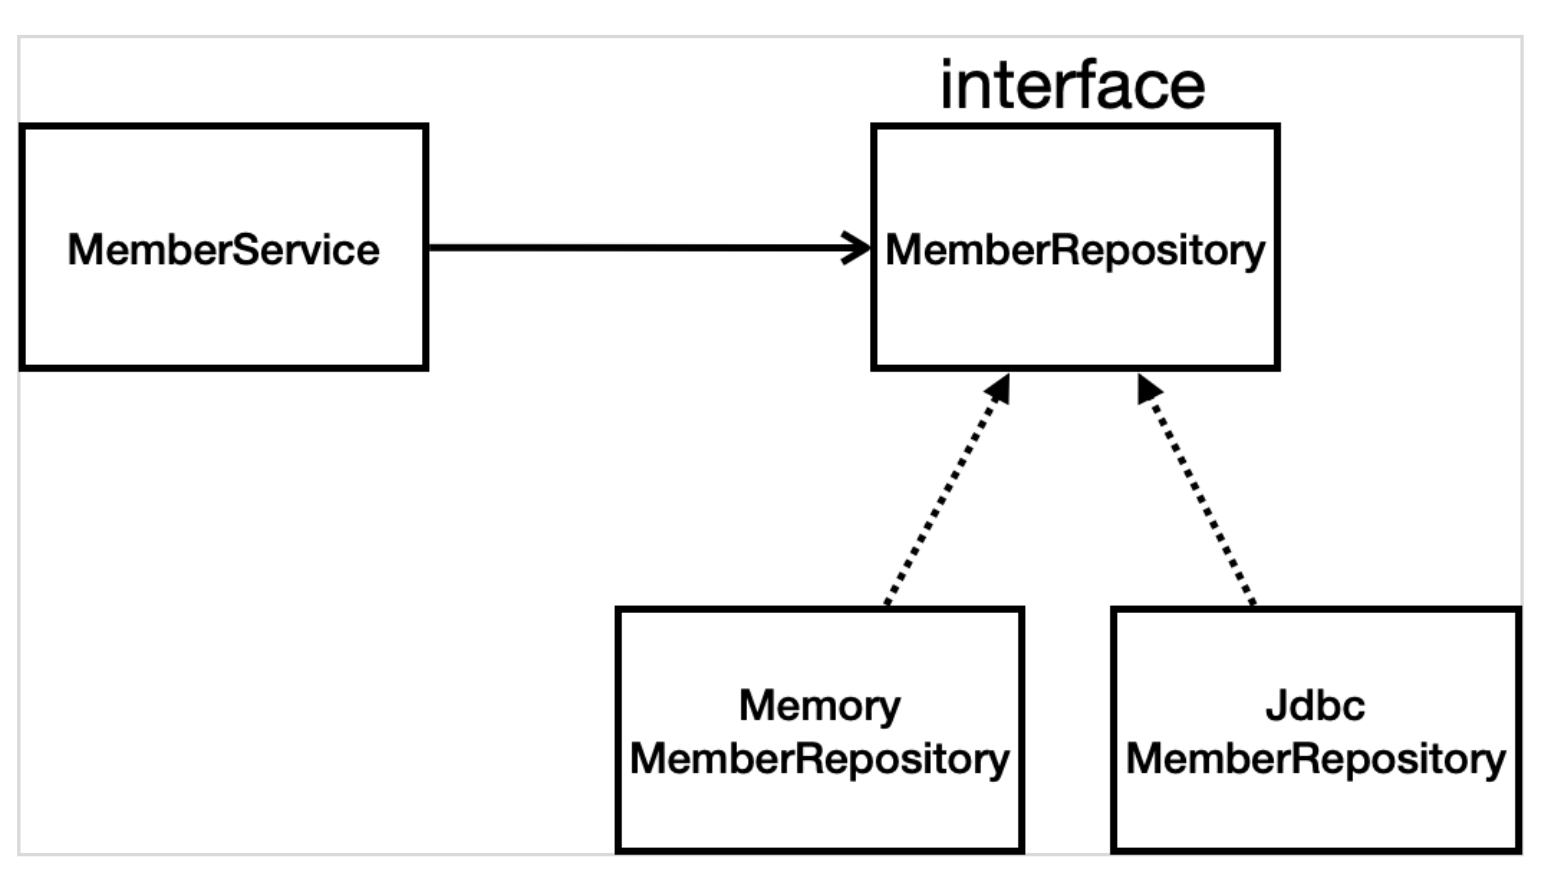 interface
MemberService
MemberRepository
Memory
MemberRepository
Jdbc
MemberRepository